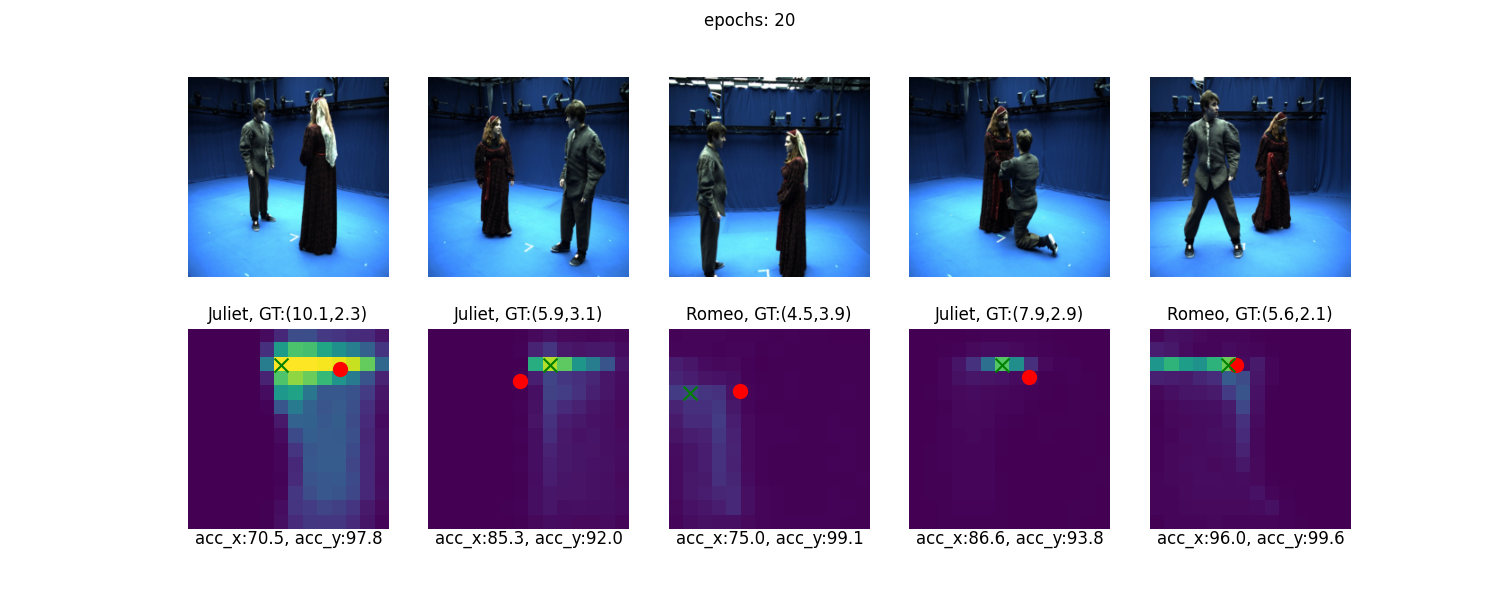 epochs: 20
Juliet, GT:(10.1,2.3)
Juliet, GT:(5.9,3.1)
Romeo, GT:(4.5,3.9)
Juliet, GT:(7.9,2.9)
Romeo, GT:(5.6,2.1)
acc_x:70.5, acc_y:97.8
acc_x:85.3, acc_y:92.0
acc_x:75.0, acc_y:99.1
acc_x:86.6, acc_y:93.8
acc_x:96.0, acc_y:99.6